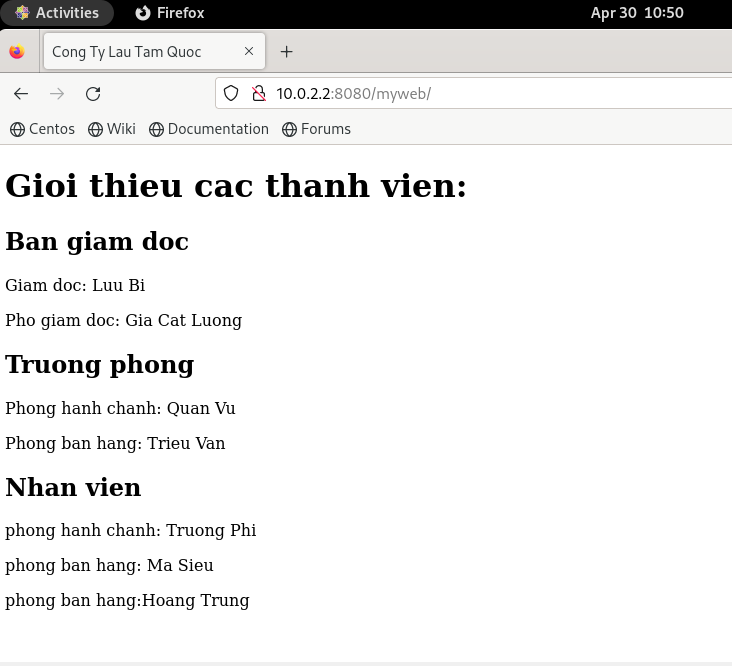 Activities Firefox Apr 30 10:50
Cong Ty Lau Tam Quoc
10.0.2.2:8080/myweb/
Centos Wiki Documentation Forums
Gioi thieu cac thanh vien:
Ban giam doc
Giam doc: Luu Bi
Pho giam doc: Gia Cat Luong
Truong phong
Phong hanh chanh: Quan Vu
Phong ban hang: Trieu Van
Nhan vien
phong hanh chanh: Truong Phi
phong ban hang: Ma Sieu
phong ban hang:Hoang Trung